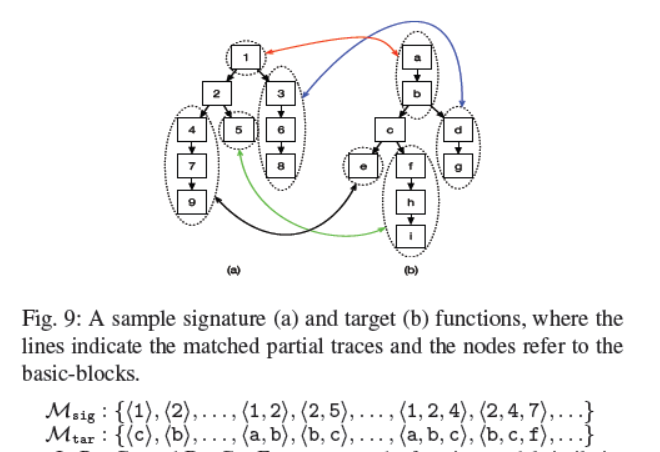 1
a
2
3
b
4
5
6
c
d
7
8
e
f
g
9
h
i
(a)
(b)
Fig. 9: A sample signature (a) and target (b) functions, where the
lines indicate the matched partial traces and the nodes refer to the
basic-blocks.
ℳsig : {⟨1⟩, ⟨2⟩, ..., ⟨1, 2⟩, ⟨2, 5⟩, ..., ⟨1, 2, 4⟩, ⟨2, 4, 7⟩, ...}
ℳtar : {⟨c⟩, ⟨b⟩, ..., ⟨a, b⟩, ⟨b, c⟩, ..., ⟨a, b, c⟩, ⟨b, c, f⟩, ...}